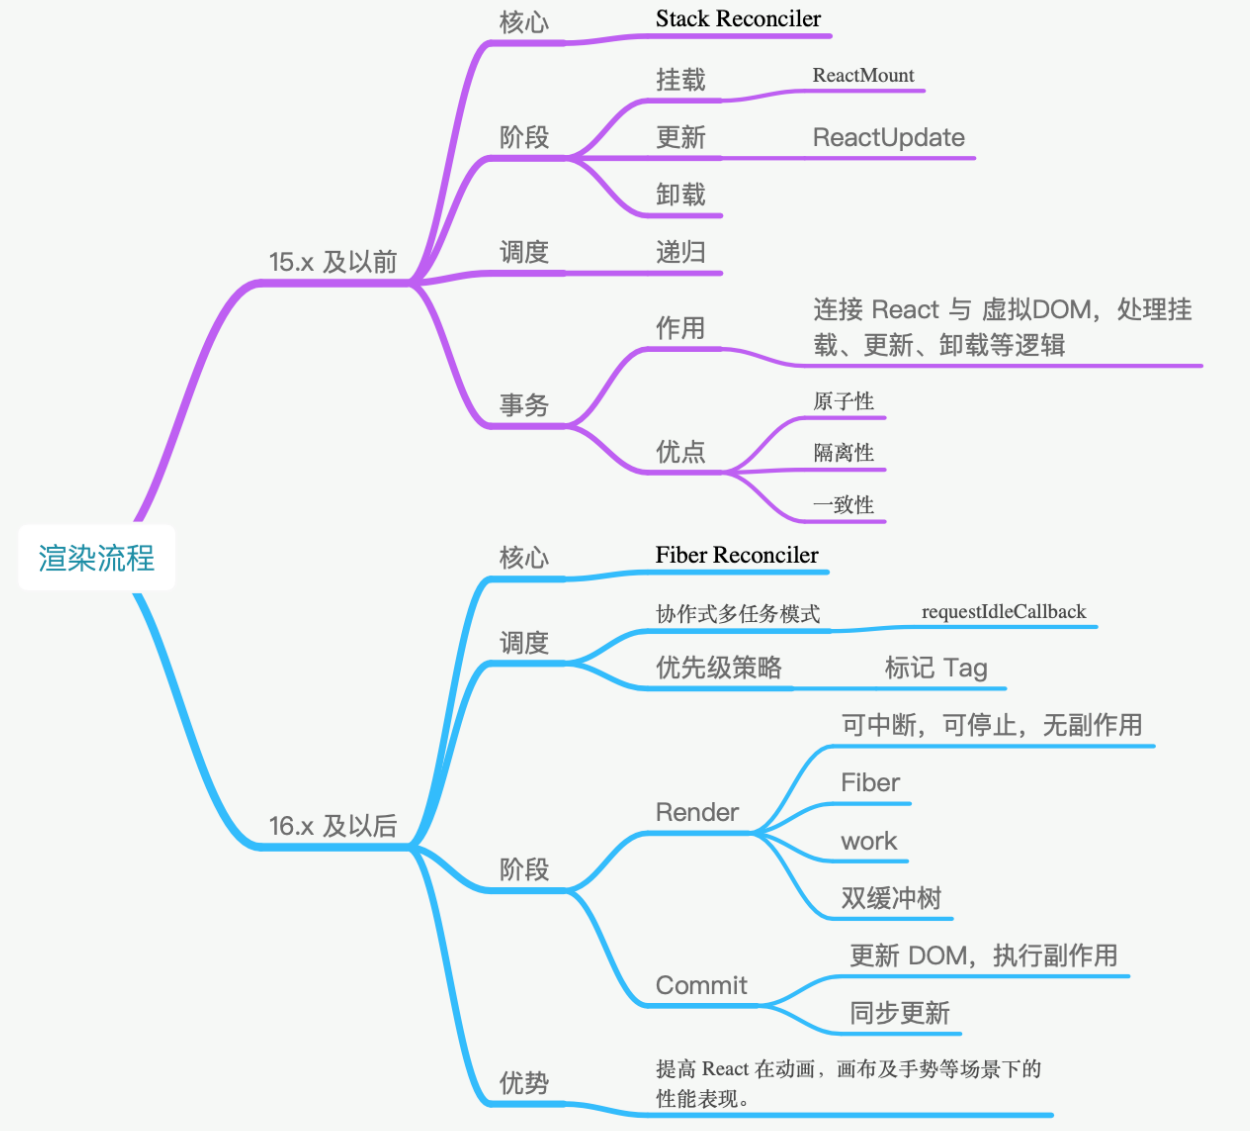 渲染流程
15.x 及以前
核心
Stack Reconciler
阶段
挂载
ReactMount
更新
ReactUpdate
卸载
调度
递归
事务
作用
连接 React 与 虚拟DOM，处理挂
载、更新、卸载等逻辑
优点
原子性
隔离性
一致性
16.x 及以后
核心
Fiber Reconciler
调度
协作式多任务模式
requestIdleCallback
优先级策略
标记 Tag
阶段
Render
可中断，可停止，无副作用
Fiber
work
双缓冲树
Commit
更新 DOM，执行副作用
同步更新
优势
提高 React 在动画，画布及手势等场景下的
性能表现。